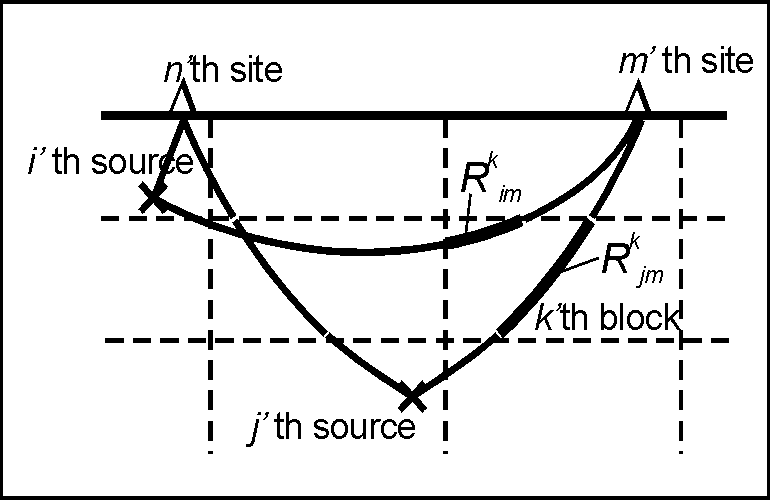 n'th site
m' th site
i' th source
R^k_im
R^k_jm
k'th block
j' th source